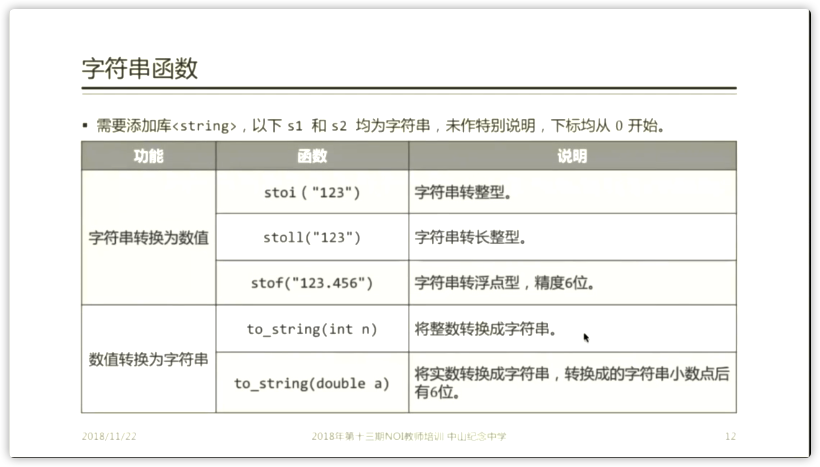 字符串函数
▪ 需要添加库<string>，以下 s1 和 s2 均为字符串，未作特别说明，下标均从 0 开始。
功能 函数 说明
stoi ("123") 字符串转整型。
字符串转换为数值 stoll("123") 字符串转长整型。
stof("123.456") 字符串转浮点型，精度6位。
to_string(int n) 将整数转换成字符串。
数值转换为字符串
to_string(double a) 将实数转换成字符串，转换成的字符串小数点后
有6位。
2018/11/22 2018年第十三期NOI教师培训 中山纪念中学 12